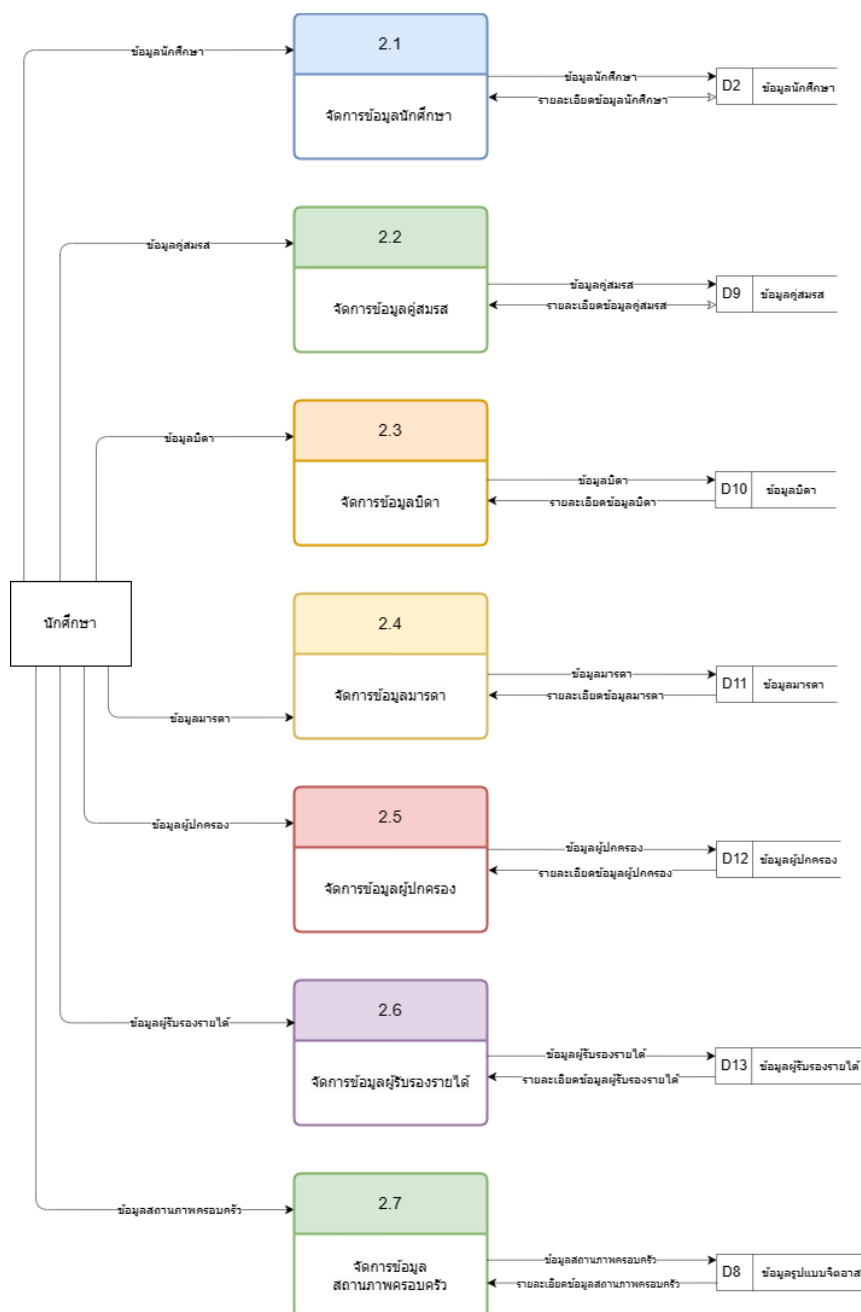 2.1
ข้อมูลนักศึกษา
ข้อมูลนักศึกษา
D2
ข้อมูลนักศึกษา
รายละเอียดข้อมูลนักศึกษา
จัดการข้อมูลนักศึกษา
2.2
ข้อมูลคู่สมรส
ข้อมูลคู่สมรส
D9
ข้อมูลคู่สมรส
รายละเอียดข้อมูลคู่สมรส
จัดการข้อมูลคู่สมรส
2.3
ข้อมูลบิดา
ข้อมูลบิดา
D10
ข้อมูลบิดา
รายละเอียดข้อมูลบิดา
จัดการข้อมูลบิดา
นักศึกษา
2.4
ข้อมูลมารดา
D11
ข้อมูลมารดา
รายละเอียดข้อมูลมารดา
จัดการข้อมูลมารดา
ข้อมูลมารดา
2.5
ข้อมูลผู้ปกครอง
ข้อมูลผู้ปกครอง
D12
ข้อมูลผู้ปกครอง
รายละเอียดข้อมูลผู้ปกครอง
จัดการข้อมูลผู้ปกครอง
2.6
ข้อมูลผู้รับรองรายได้
ข้อมูลผู้รับรองรายได้
D13
ข้อมูลผู้รับรองรายได้
รายละเอียดข้อมูลผู้รับรองรายได้
จัดการข้อมูลผู้รับรองรายได้
2.7
ข้อมูลสถานภาพครอบครัว
ข้อมูลสถานภาพครอบครัว
D8
ข้อมูลรูปแบบจิตอาส
รายละเอียดข้อมูลสถานภาพครอบครัว
จัดการข้อมูล
สถานภาพครอบครัว